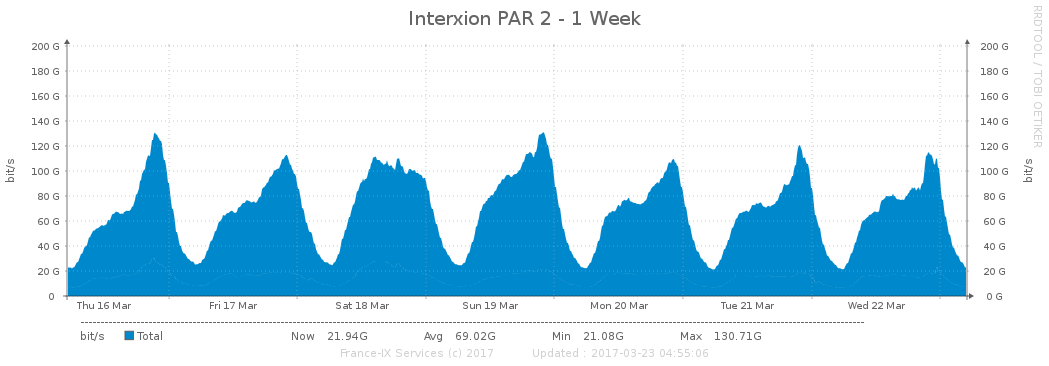 Interxion PAR 2 - 1 Week
RRDTOOL / TOBI OETIKER
bit/s
bit/s
200 G 200 G
180 G 180 G
160 G 160 G
140 G 140 G
120 G 120 G
100 G 100 G
80 G 80 G
60 G 60 G
40 G 40 G
20 G 20 G
0 0 G
Thu 16 Mar Fri 17 Mar Sat 18 Mar Sun 19 Mar Mon 20 Mar Tue 21 Mar Wed 22 Mar
bit/s Total Now 21.94G Avg 69.02G Min 21.08G Max 130.71G
France-IX Services (c) 2017 Updated : 2017-03-23 04:55:06